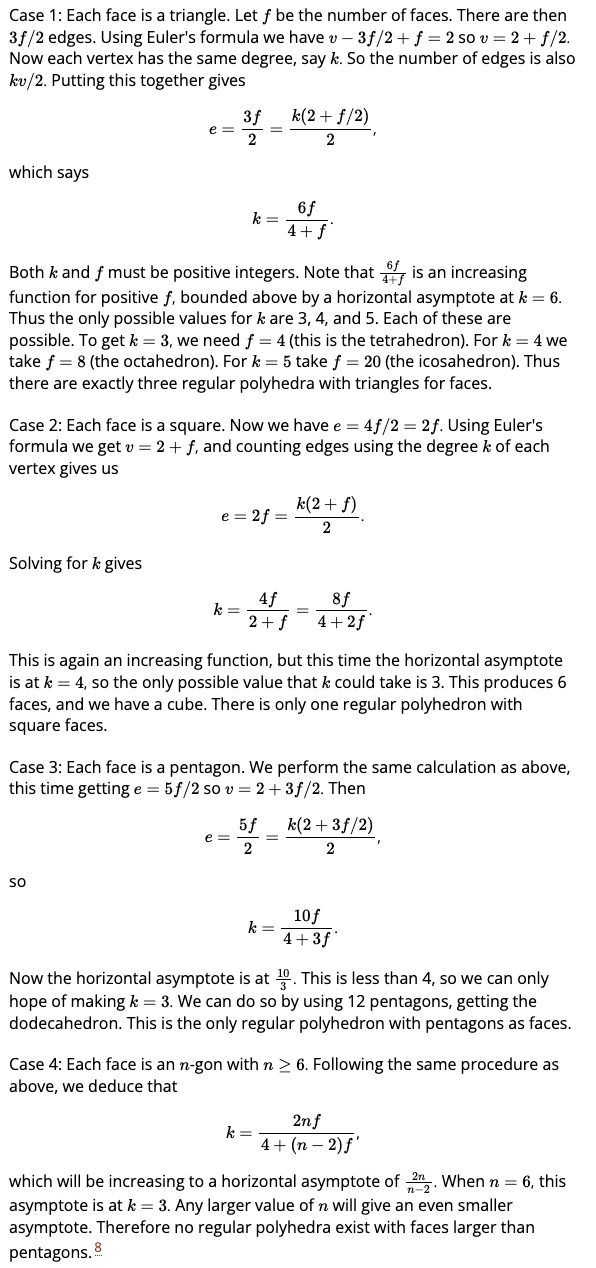 Case 1: Each face is a triangle. Let f be the number of faces. There are then
3f/2 edges. Using Euler's formula we have v − 3f/2 + f = 2 so v = 2 + f/2.
Now each vertex has the same degree, say k. So the number of edges is also
kv/2. Putting this together gives
e = \frac{3f}{2} = \frac{k(2 + f/2)}{2},
which says
k = \frac{6f}{4 + f}.
Both k and f must be positive integers. Note that \frac{6f}{4+f} is an increasing
function for positive f, bounded above by a horizontal asymptote at k = 6.
Thus the only possible values for k are 3, 4, and 5. Each of these are
possible. To get k = 3, we need f = 4 (this is the tetrahedron). For k = 4 we
take f = 8 (the octahedron). For k = 5 take f = 20 (the icosahedron). Thus
there are exactly three regular polyhedra with triangles for faces.
Case 2: Each face is a square. Now we have e = 4f/2 = 2f. Using Euler's
formula we get v = 2 + f, and counting edges using the degree k of each
vertex gives us
e = 2f = \frac{k(2 + f)}{2}.
Solving for k gives
k = \frac{4f}{2 + f} = \frac{8f}{4 + 2f}.
This is again an increasing function, but this time the horizontal asymptote
is at k = 4, so the only possible value that k could take is 3. This produces 6
faces, and we have a cube. There is only one regular polyhedron with
square faces.
Case 3: Each face is a pentagon. We perform the same calculation as above,
this time getting e = 5f/2 so v = 2 + 3f/2. Then
e = \frac{5f}{2} = \frac{k(2 + 3f/2)}{2},
so
k = \frac{10f}{4 + 3f}.
Now the horizontal asymptote is at \frac{10}{3}. This is less than 4, so we can only
hope of making k = 3. We can do so by using 12 pentagons, getting the
dodecahedron. This is the only regular polyhedron with pentagons as faces.
Case 4: Each face is an n-gon with n ≥ 6. Following the same procedure as
above, we deduce that
k = \frac{2nf}{4 + (n − 2)f},
which will be increasing to a horizontal asymptote of \frac{2n}{n−2}. When n = 6, this
asymptote is at k = 3. Any larger value of n will give an even smaller
asymptote. Therefore no regular polyhedra exist with faces larger than
pentagons. 8